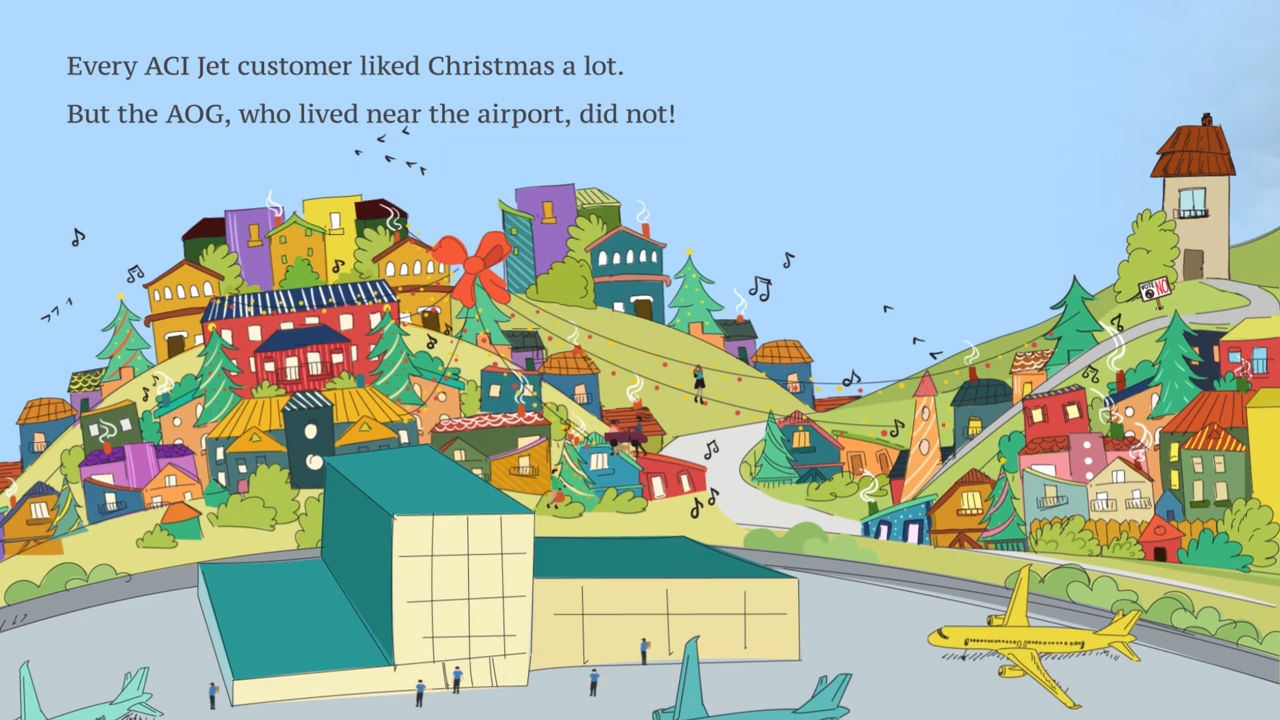 Every ACI Jet customer liked Christmas a lot.
But the AOG, who lived near the airport, did not!
VOTE NO